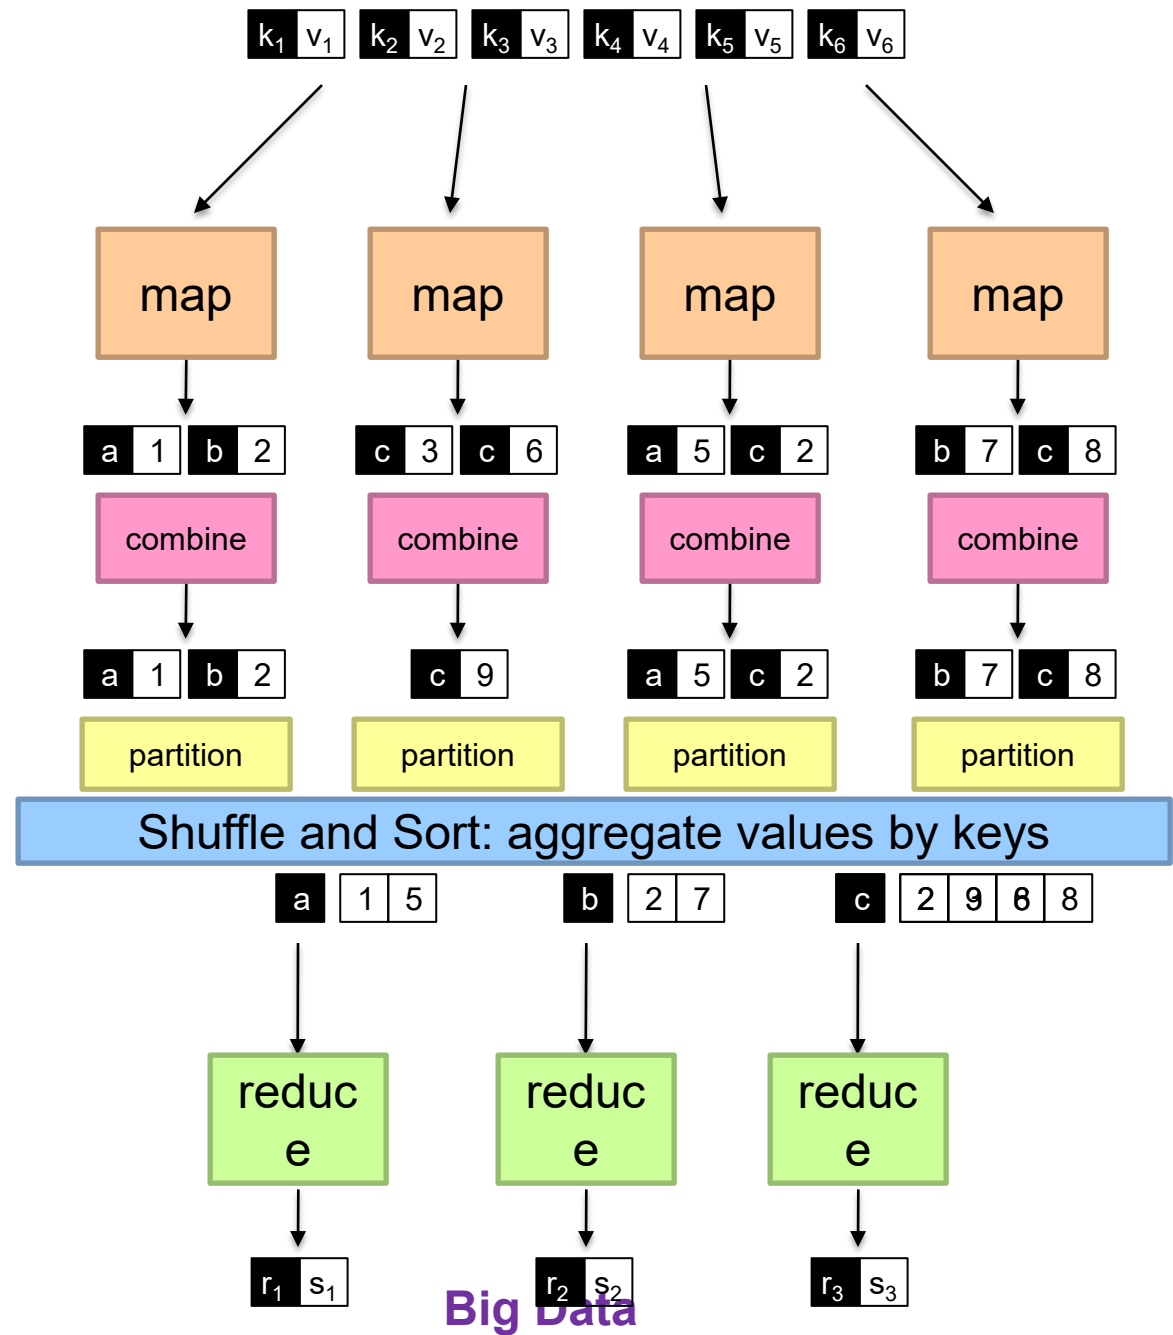 k1 v1 k2 v2 k3 v3 k4 v4 k5 v5 k6 v6
map map map map
a 1 b 2 c 3 c 6 a 5 c 2 b 7 c 8
combine combine combine combine
a 1 b 2 c 9 a 5 c 2 b 7 c 8
partition partition partition partition
Shuffle and Sort: aggregate values by keys
a 1 5 b 2 7 c 2 8
reduc reduc reduc
e e e
r1 s1 r2 s2 r3 s3
Big Data